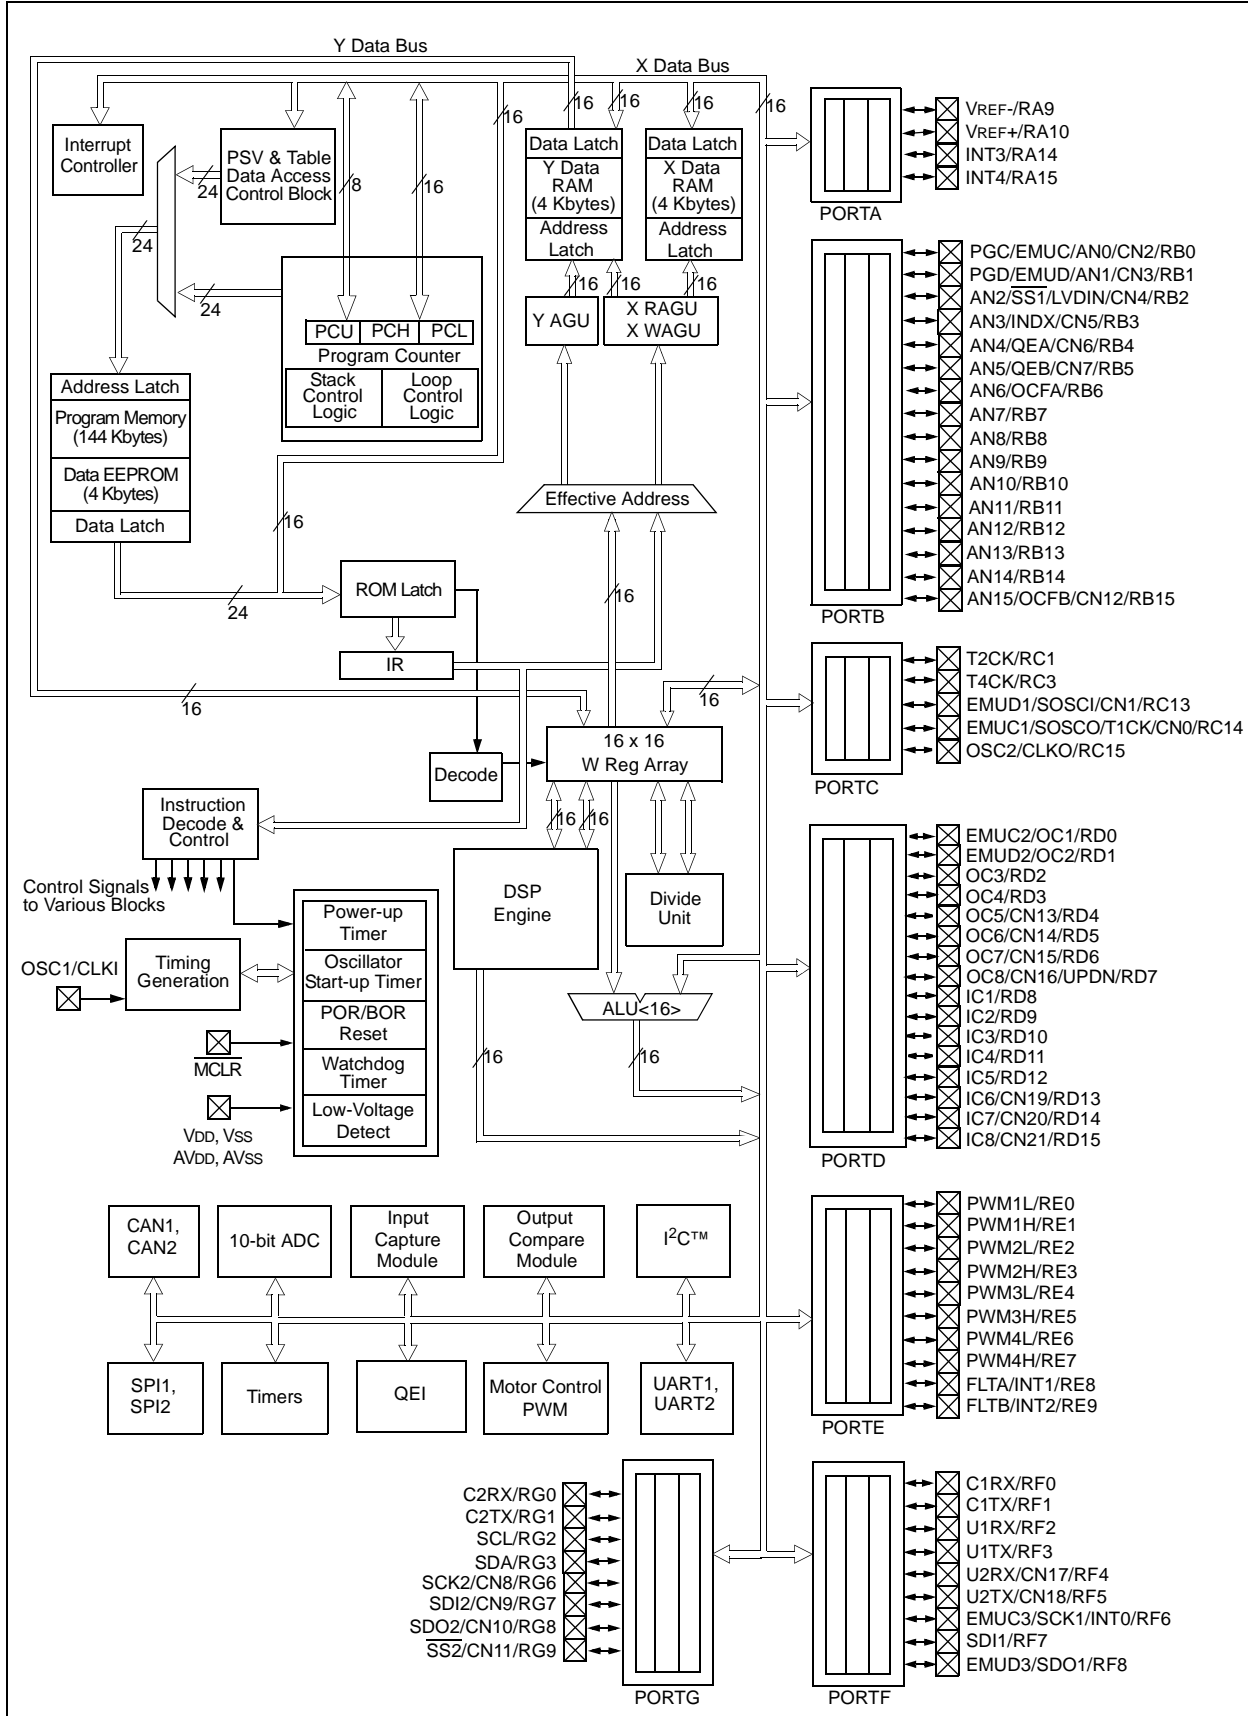 Y Data Bus
X Data Bus
16
16
16
16
16
Interrupt
Controller
PSV & Table
Data Access
Control Block
24
24
8
16
Data Latch
Y Data
RAM
(4 Kbytes)
Address
Latch
Data Latch
X Data
RAM
(4 Kbytes)
Address
Latch
16
16
16
24
Y AGU
X RAGU
X WAGU
PCU
PCH
PCL
Program Counter
Stack
Control
Logic
Loop
Control
Logic
Address Latch
Program Memory
(144 Kbytes)
Data EEPROM
(4 Kbytes)
Data Latch
Effective Address
16
24
ROM Latch
16
IR
16
16
16 x 16
W Reg Array
Decode
Instruction
Decode &
Control
16
16
Control Signals
to Various Blocks
DSP
Engine
Divide
Unit
Power-up
Timer
Oscillator
Start-up Timer
POR/BOR
Reset
Watchdog
Timer
Low-Voltage
Detect
OSC1/CLKI
Timing
Generation
MCLR
VDD, VSS
AVDD, AVSS
ALU<16>
16
16
CAN1,
CAN2
10-bit ADC
Input
Capture
Module
Output
Compare
Module
I2C™
SPI1,
SPI2
Timers
QEI
Motor Control
PWM
UART1,
UART2
VREF-/RA9
VREF+/RA10
INT3/RA14
INT4/RA15
PORTA
PGC/EMUC/AN0/CN2/RB0
PGD/EMUD/AN1/CN3/RB1
AN2/SS1/LVDIN/CN4/RB2
AN3/INDX/CN5/RB3
AN4/QEA/CN6/RB4
AN5/QEB/CN7/RB5
AN6/OCFA/RB6
AN7/RB7
AN8/RB8
AN9/RB9
AN10/RB10
AN11/RB11
AN12/RB12
AN13/RB13
AN14/RB14
AN15/OCFB/CN12/RB15
PORTB
T2CK/RC1
T4CK/RC3
EMUD1/SOSCI/CN1/RC13
EMUC1/SOSCO/T1CK/CN0/RC14
OSC2/CLKO/RC15
PORTC
EMUC2/OC1/RD0
EMUD2/OC2/RD1
OC3/RD2
OC4/RD3
OC5/CN13/RD4
OC6/CN14/RD5
OC7/CN15/RD6
OC8/CN16/UPDN/RD7
IC1/RD8
IC2/RD9
IC3/RD10
IC4/RD11
IC5/RD12
IC6/CN19/RD13
IC7/CN20/RD14
IC8/CN21/RD15
PORTD
PWM1L/RE0
PWM1H/RE1
PWM2L/RE2
PWM2H/RE3
PWM3L/RE4
PWM3H/RE5
PWM4L/RE6
PWM4H/RE7
FLTA/INT1/RE8
FLTB/INT2/RE9
PORTE
C2RX/RG0
C2TX/RG1
SCL/RG2
SDA/RG3
SCK2/CN8/RG6
SDI2/CN9/RG7
SDO2/CN10/RG8
SS2/CN11/RG9
PORTG
C1RX/RF0
C1TX/RF1
U1RX/RF2
U1TX/RF3
U2RX/CN17/RF4
U2TX/CN18/RF5
EMUC3/SCK1/INT0/RF6
SDI1/RF7
EMUD3/SDO1/RF8
PORTF